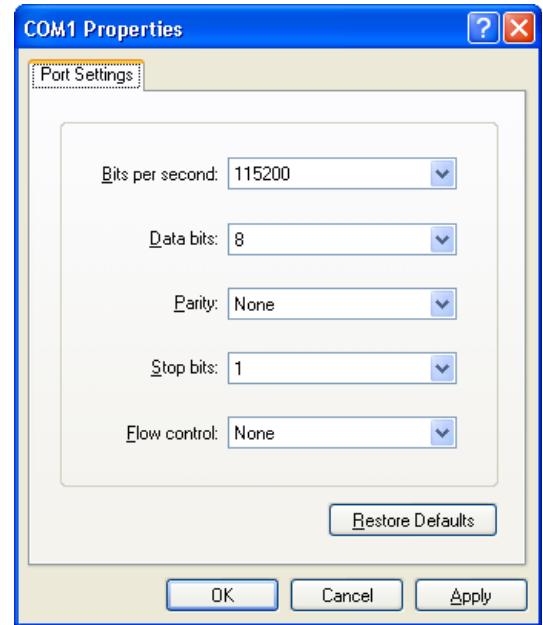 COM1 Properties
Port Settings
Bits per second: 115200
Data bits: 8
Parity: None
Stop bits: 1
Flow control: None
Restore Defaults
OK Cancel Apply